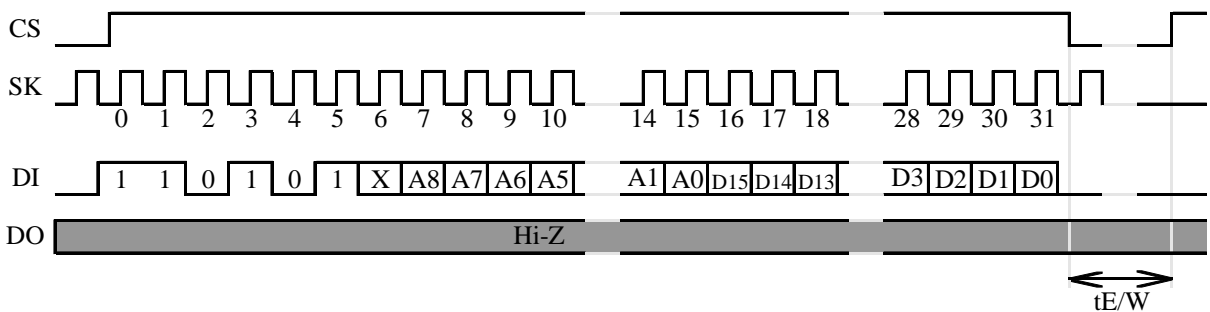 CS
SK
0 1 2 3 4 5 6 7 8 9 10 14 15 16 17 18 28 29 30 31
DI 1 1 0 1 0 1 X A8 A7 A6 A5 A1 A0 D15 D14 D13 D3 D2 D1 D0
DO Hi-Z
tE/W